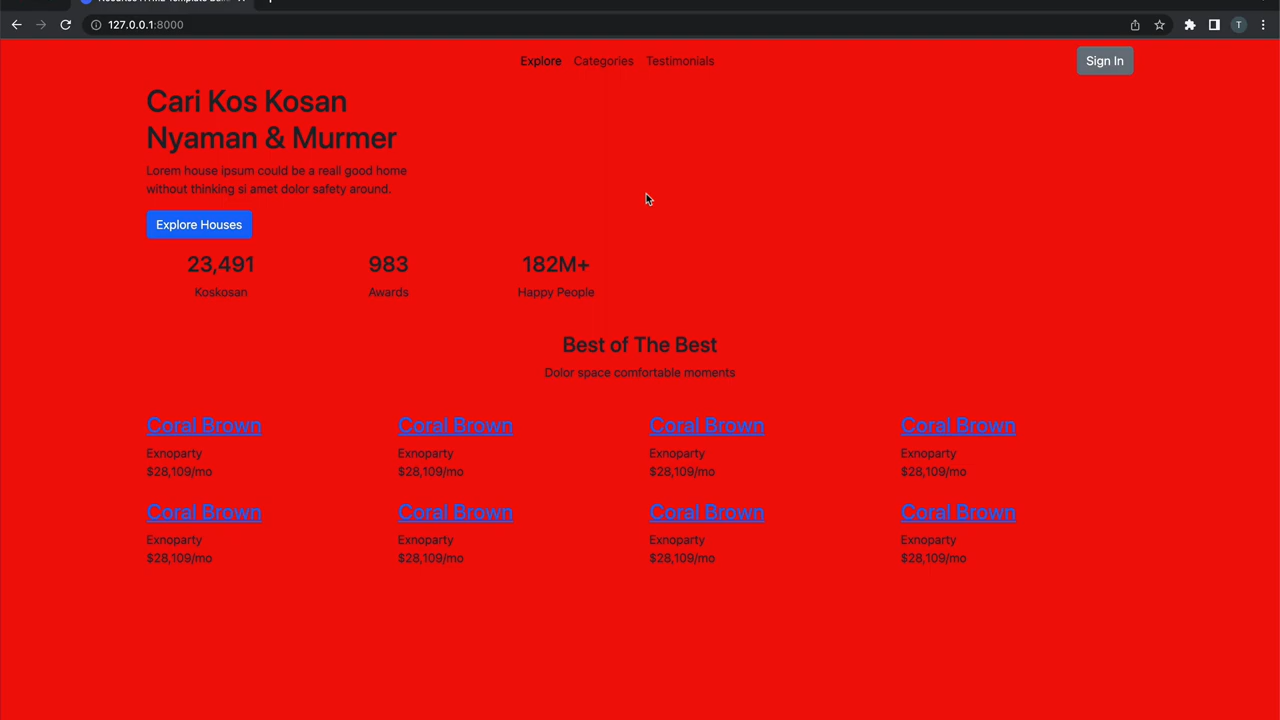 127.0.0.1:8000
T
Explore Categories Testimonials Sign In
Cari Kos Kosan
Nyaman & Murmer
Lorem house ipsum could be a reall good home
without thinking si amet dolor safety around.
Explore Houses
23,491 983 182M+
Koskosan Awards Happy People
Best of The Best
Dolor space comfortable moments
Coral Brown Coral Brown Coral Brown Coral Brown
Exnoparty Exnoparty Exnoparty Exnoparty
$28,109/mo $28,109/mo $28,109/mo $28,109/mo
Coral Brown Coral Brown Coral Brown Coral Brown
Exnoparty Exnoparty Exnoparty Exnoparty
$28,109/mo $28,109/mo $28,109/mo $28,109/mo